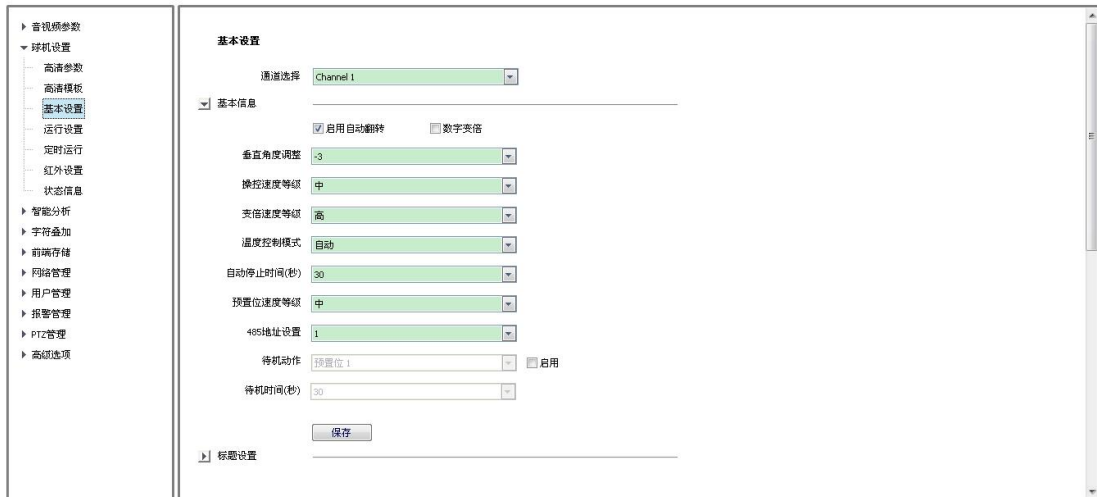 音视频参数
球机设置
高清参数
高清模板
基本设置
运行设置
定时运行
红外设置
状态信息
智能分析
字符叠加
前端存储
网络管理
用户管理
报警管理
PTZ管理
高级选项
基本设置
通道选择 Channel 1
基本信息
启用自动翻转 数字变倍
垂直角度调整 -3
操控速度等级 中
变倍速度等级 高
温度控制模式 自动
自动停止时间(秒) 30
预置位速度等级 中
485地址设置 1
待机动作 预置位 1 启用
待机时间(秒) 30
保存
标题设置